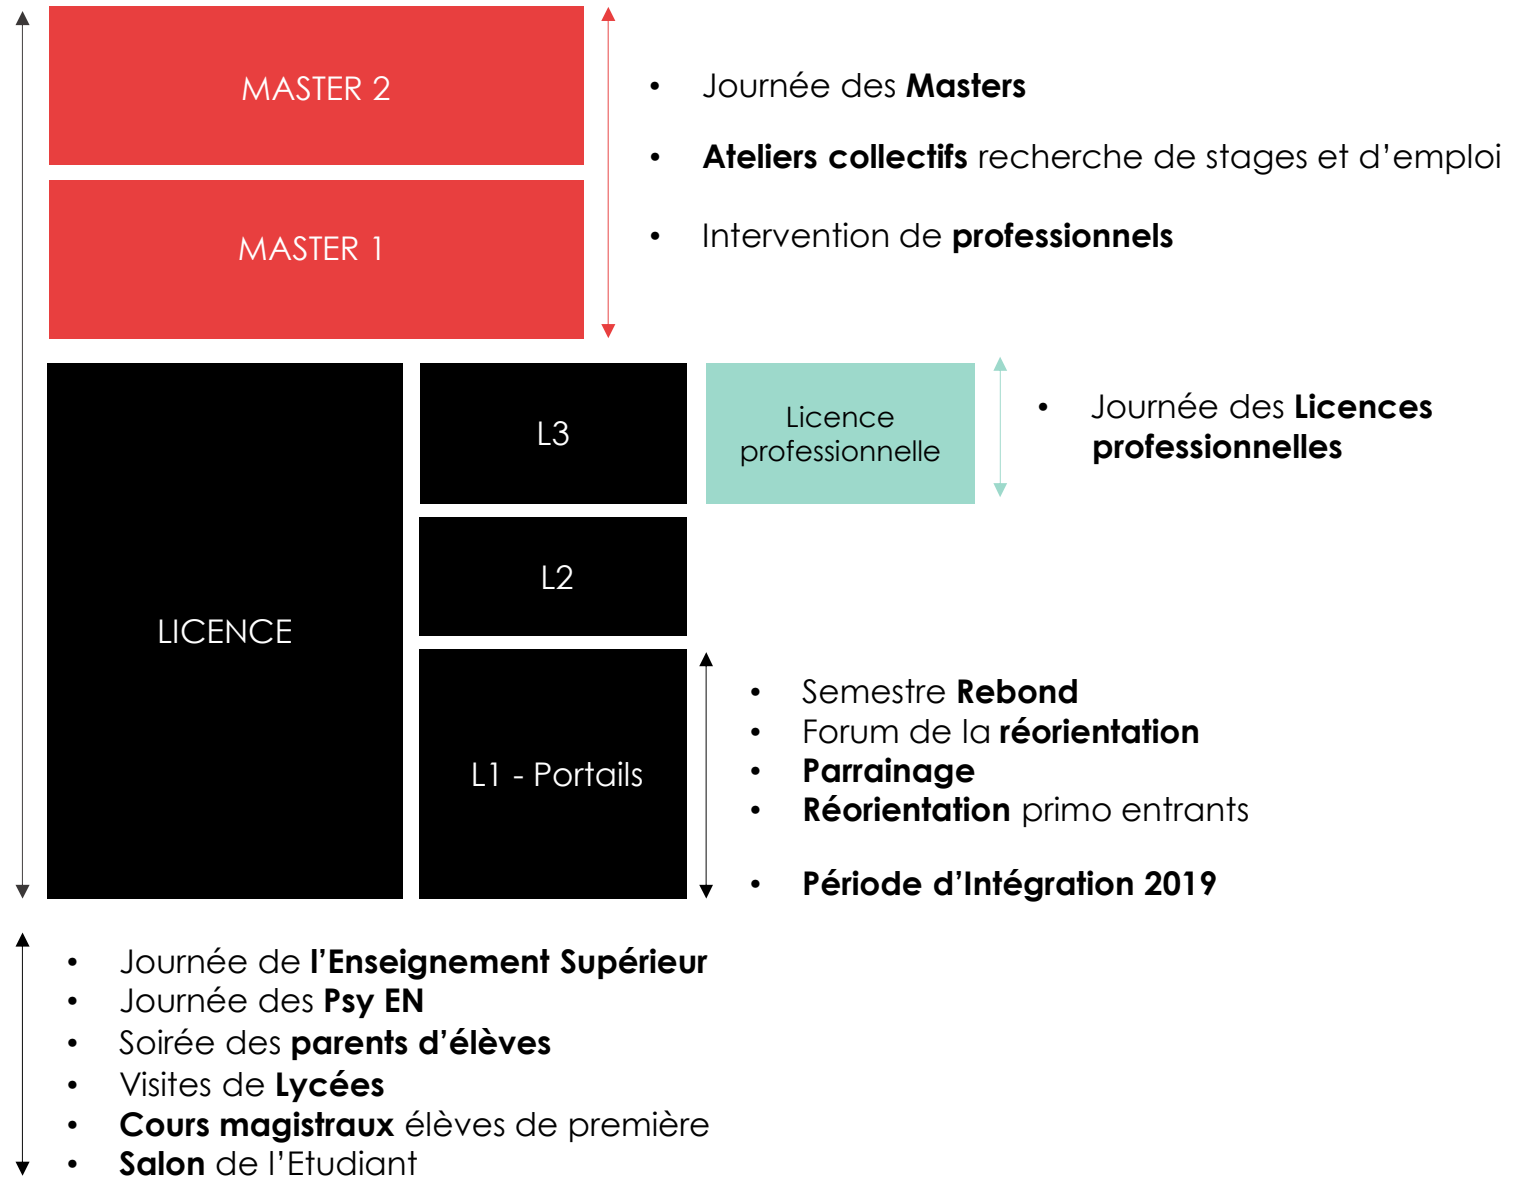 MASTER 2
• Journée des Masters
• Ateliers collectifs recherche de stages et d’emploi
MASTER 1
• Intervention de professionnels
LICENCE
L3
Licence
professionnelle
• Journée des Licences
professionnelles
L2
L1 - Portails
• Semestre Rebond
• Forum de la réorientation
• Parrainage
• Réorientation primo entrants
• Période d’Intégration 2019
• Journée de l’Enseignement Supérieur
• Journée des Psy EN
• Soirée des parents d’élèves
• Visites de Lycées
• Cours magistraux élèves de première
• Salon de l’Etudiant